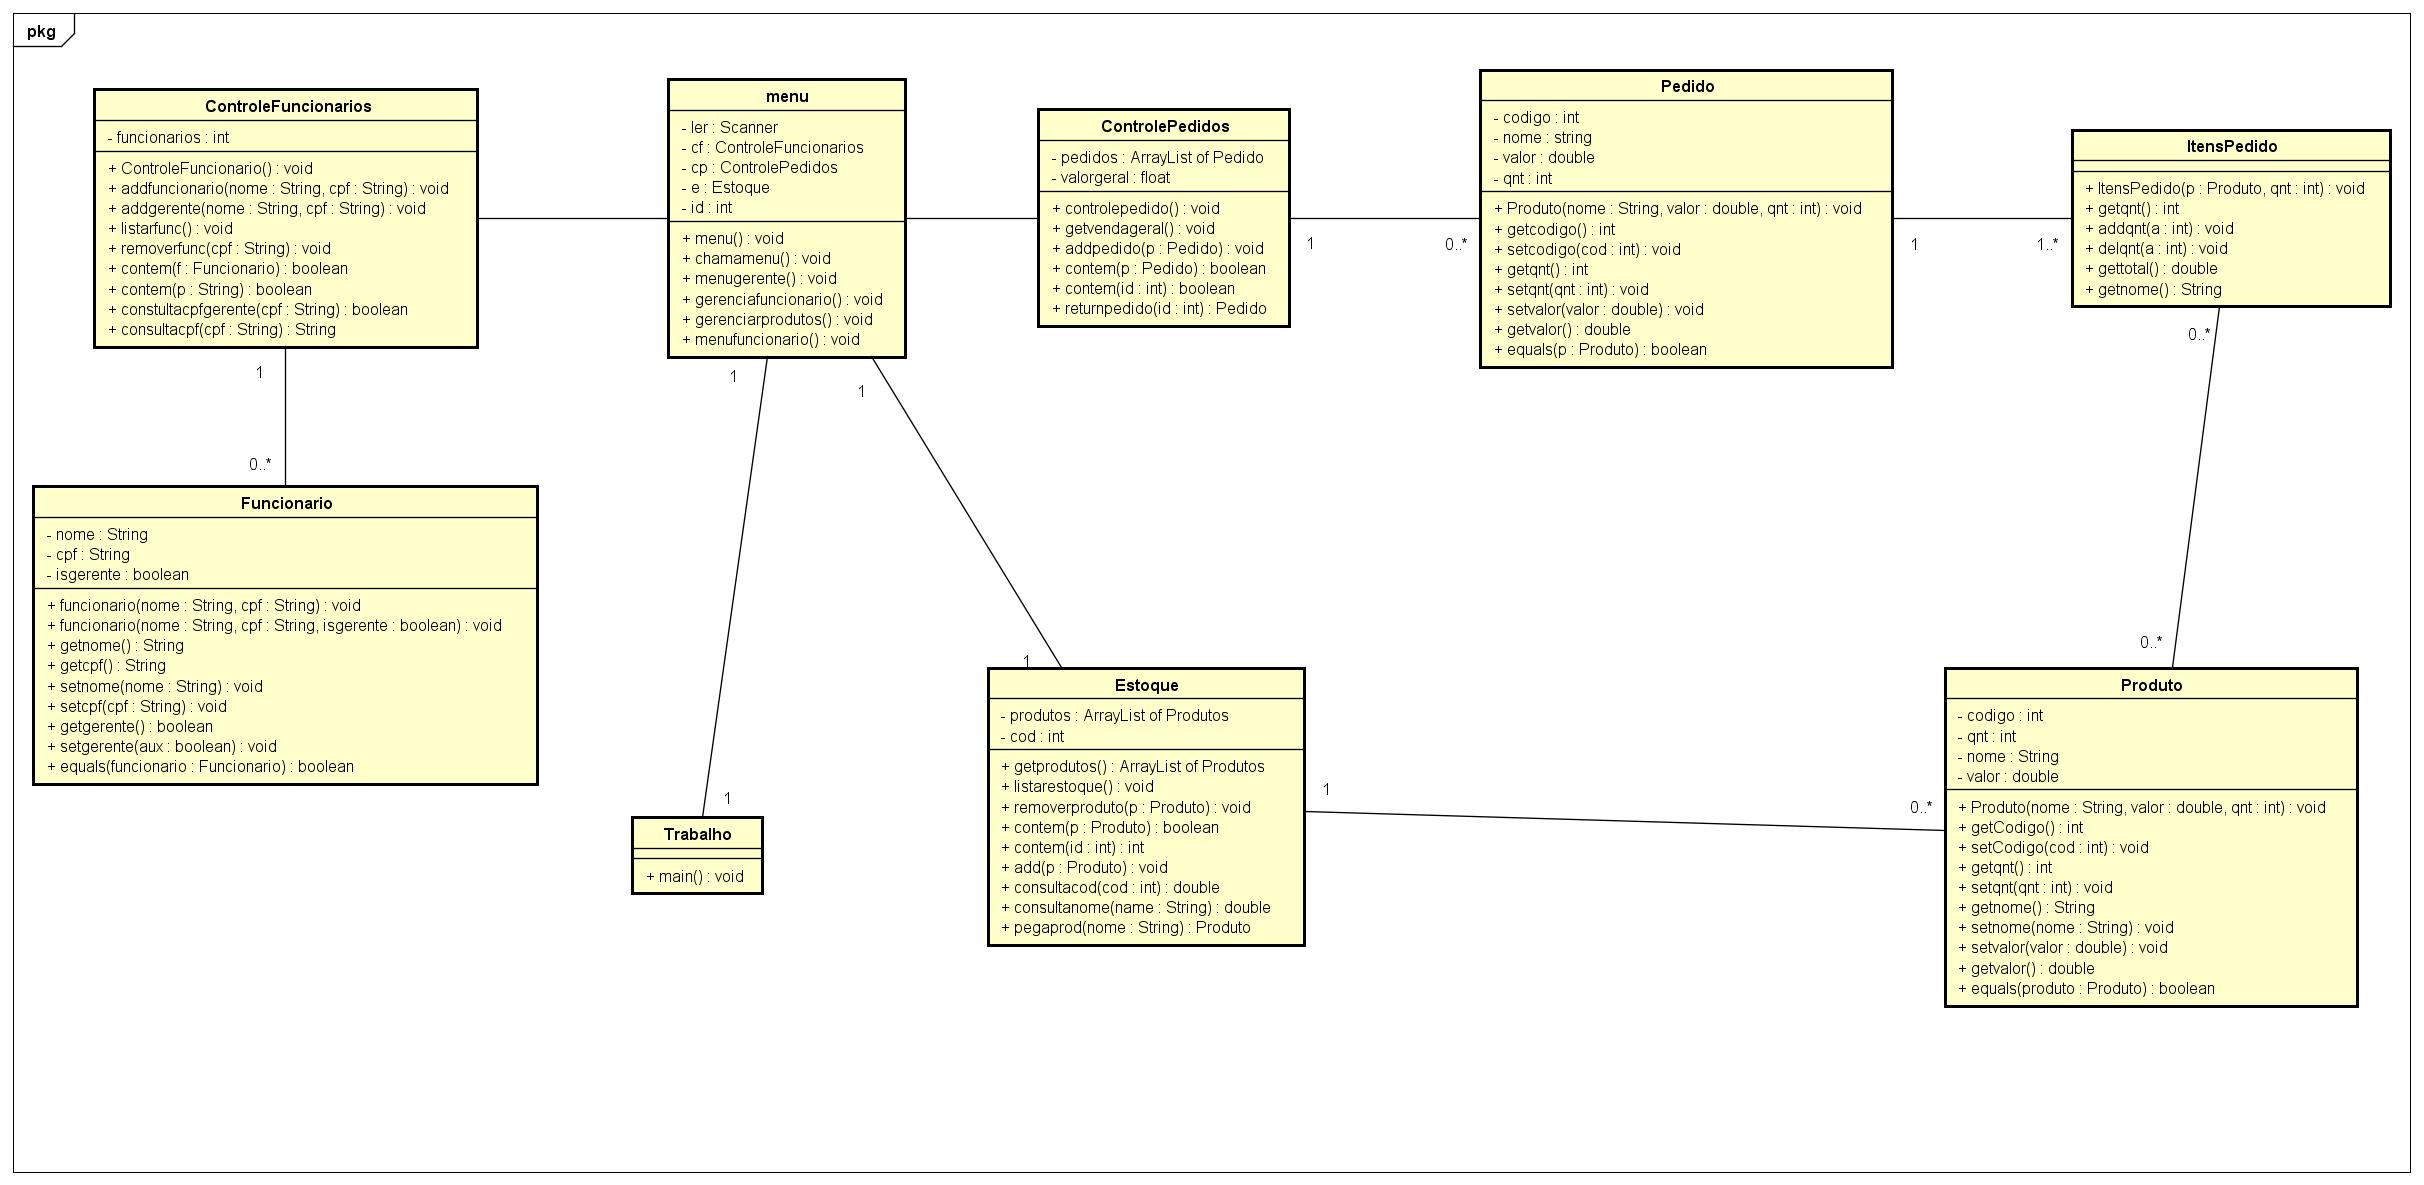 pkg
ControleFuncionarios
- funcionarios : int
+ ControleFuncionario() : void
+ addfuncionario(nome : String, cpf : String) : void
+ addgerente(nome : String, cpf : String) : void
+ listarfunc() : void
+ removerfunc(cpf : String) : void
+ contem(f : Funcionario) : boolean
+ contem(p : String) : boolean
+ constultacpfgerente(cpf : String) : boolean
+ consultacpf(cpf : String) : String
1
0..*
menu
- ler : Scanner
- cf : ControleFuncionarios
- cp : ControlePedidos
- e : Estoque
- id : int
+ menu() : void
+ chamamenu() : void
+ menugerente() : void
+ gerenciafuncionario() : void
+ gerenciarprodutos() : void
+ menufuncionario() : void
1
1
ControlePedidos
- pedidos : ArrayList of Pedido
- valorgeral : float
+ controlepedido() : void
+ getvendageral() : void
+ addpedido(p : Pedido) : void
+ contem(p : Pedido) : boolean
+ contem(id : int) : boolean
+ returnpedido(id : int) : Pedido
1
0..*
Pedido
- codigo : int
- nome : string
- valor : double
- qnt : int
+ Produto(nome : String, valor : double, qnt : int) : void
+ getcodigo() : int
+ setcodigo(cod : int) : void
+ getqnt() : int
+ setqnt(qnt : int) : void
+ setvalor(valor : double) : void
+ getvalor() : double
+ equals(p : Produto) : boolean
1
1..*
ItensPedido
+ ItensPedido(p : Produto, qnt : int) : void
+ getqnt() : int
+ addqnt(a : int) : void
+ delqnt(a : int) : void
+ gettotal() : double
+ getnome() : String
0..*
0..*
Funcionario
- nome : String
- cpf : String
- isgerente : boolean
+ funcionario(nome : String, cpf : String) : void
+ funcionario(nome : String, cpf : String, isgerente : boolean) : void
+ getnome() : String
+ getcpf() : String
+ setnome(nome : String) : void
+ setcpf(cpf : String) : void
+ getgerente() : boolean
+ setgerente(aux : boolean) : void
+ equals(funcionario : Funcionario) : boolean
1
Trabalho
+ main() : void
1
Estoque
- produtos : ArrayList of Produtos
- cod : int
+ getprodutos() : ArrayList of Produtos
+ listarestoque() : void
+ removerproduto(p : Produto) : void
+ contem(p : Produto) : boolean
+ contem(id : int) : int
+ add(p : Produto) : void
+ consultacod(cod : int) : double
+ consultanome(name : String) : double
+ pegaprod(nome : String) : Produto
1
0..*
Produto
- codigo : int
- qnt : int
- nome : String
- valor : double
+ Produto(nome : String, valor : double, qnt : int) : void
+ getCodigo() : int
+ setCodigo(cod : int) : void
+ getqnt() : int
+ setqnt(qnt : int) : void
+ getnome() : String
+ setnome(nome : String) : void
+ setvalor(valor : double) : void
+ getvalor() : double
+ equals(produto : Produto) : boolean